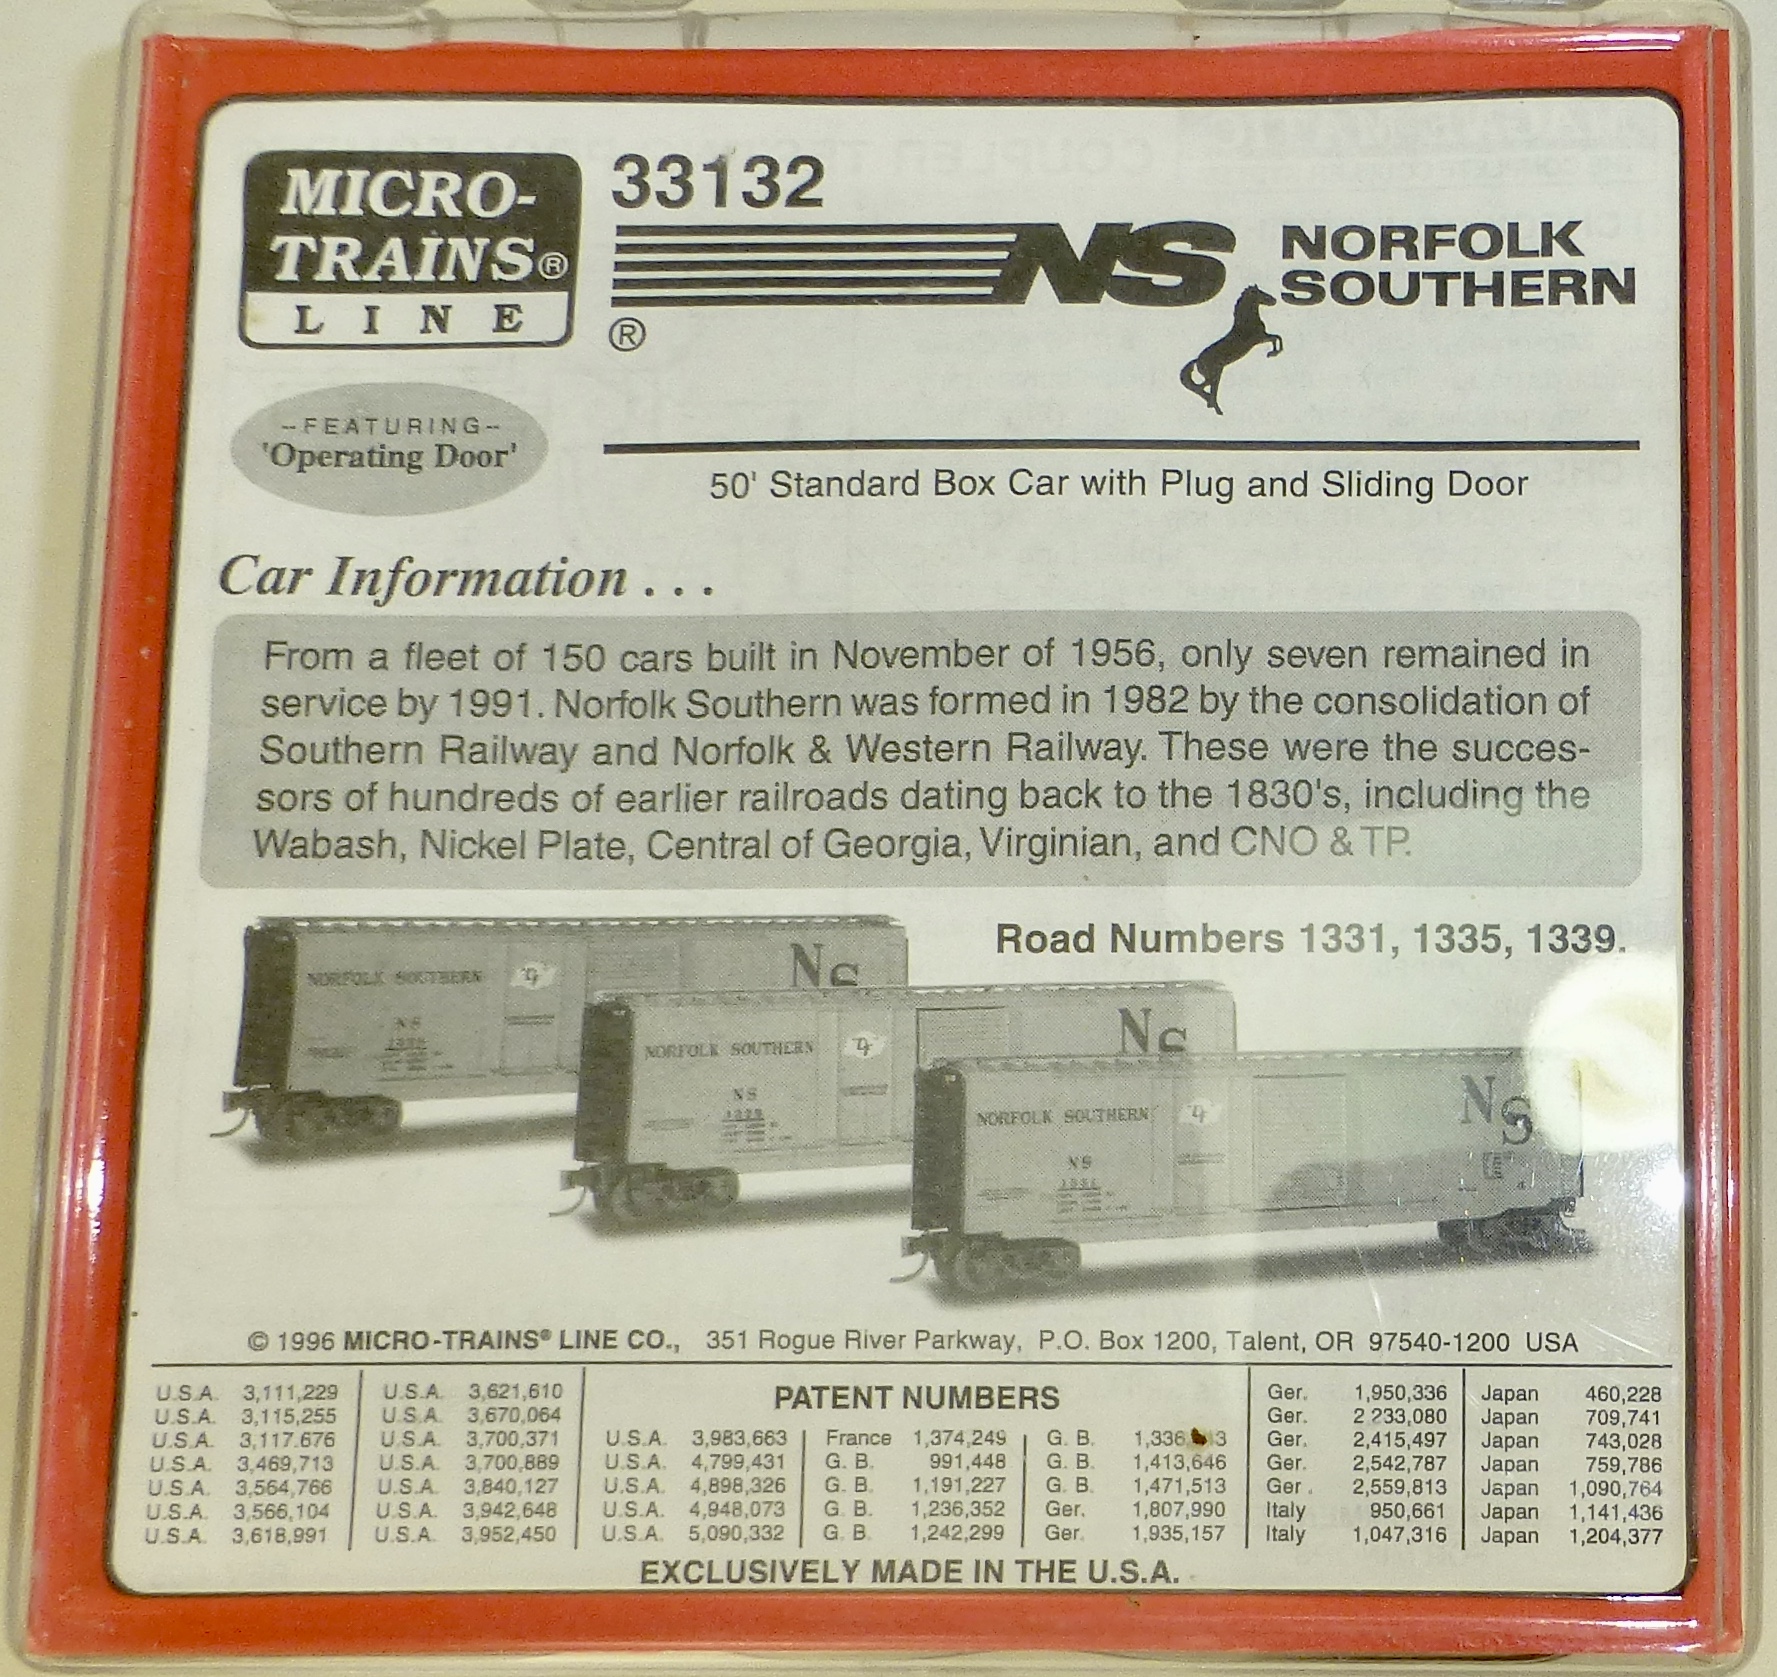 MICRO-
TRAINS®
LINE
33132
NS NORFOLK
SOUTHERN
®
--FEATURING--
'Operating Door'
50' Standard Box Car with Plug and Sliding Door
Car Information . . .
From a fleet of 150 cars built in November of 1956, only seven remained in
service by 1991. Norfolk Southern was formed in 1982 by the consolidation of
Southern Railway and Norfolk & Western Railway. These were the succes-
sors of hundreds of earlier railroads dating back to the 1830's, including the
Wabash, Nickel Plate, Central of Georgia, Virginian, and CNO & TP.
Road Numbers 1331, 1335, 1339.
NORFOLK SOUTHERN
DF
NS
NS
NORFOLK SOUTHERN
DF
NS
NS
NORFOLK SOUTHERN
DF
NS
NS
1331
© 1996 MICRO-TRAINS® LINE CO., 351 Rogue River Parkway, P.O. Box 1200, Talent, OR 97540-1200 USA
PATENT NUMBERS
U.S.A. 3,111,229
U.S.A. 3,115,255
U.S.A. 3,117.676
U.S.A. 3,469,713
U.S.A. 3,564,766
U.S.A. 3,566,104
U.S.A. 3,618,991
U.S.A. 3,621,610
U.S.A. 3,670,064
U.S.A. 3,700,371
U.S.A. 3,700,889
U.S.A. 3,840,127
U.S.A. 3,942,648
U.S.A. 3,952,450
U.S.A. 3,983,663
U.S.A. 4,799,431
U.S.A. 4,898,326
U.S.A. 4,948,073
U.S.A. 5,090,332
France 1,374,249
G. B. 991,448
G. B. 1,191,227
G. B. 1,236,352
G. B. 1,242,299
G. B.
G. B. 1,413,646
G. B. 1,471,513
Ger. 1,807,990
Ger. 1,935,157
Ger. 1,950,336
Ger. 2 233,080
Ger. 2,415,497
Ger. 2,542,787
Ger. 2,559,813
Italy 950,661
Italy 1,047,316
Japan 460,228
Japan 709,741
Japan 743,028
Japan 759,786
Japan 1,090,764
Japan 1,141,436
Japan 1,204,377
EXCLUSIVELY MADE IN THE U.S.A.